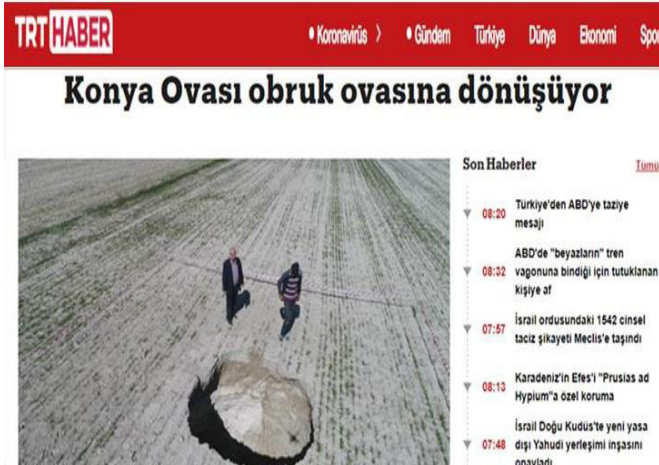 TRT HABER
• Koronavirüs > • Gündem Türkiye Dünya Ekonomi Spor
Konya Ovası obruk ovasına dönüşüyor
Son Haberler Tümü
08:20 Türkiye'den ABD'ye taziye
mesajı
ABD'de "beyazların" tren
08:32 vagonuna bindiği için tutuklanan
kişiye af
07:57 İsrail ordusundaki 1542 cinsel
taciz şikayeti Meclis'e taşındı
08:13 Karadeniz'in Efes'i "Prusias ad
Hypium"a özel koruma
İsrail Doğu Kudüs'te yeni yasa
07:48 dışı Yahudi yerleşimi inşasını
onayladı